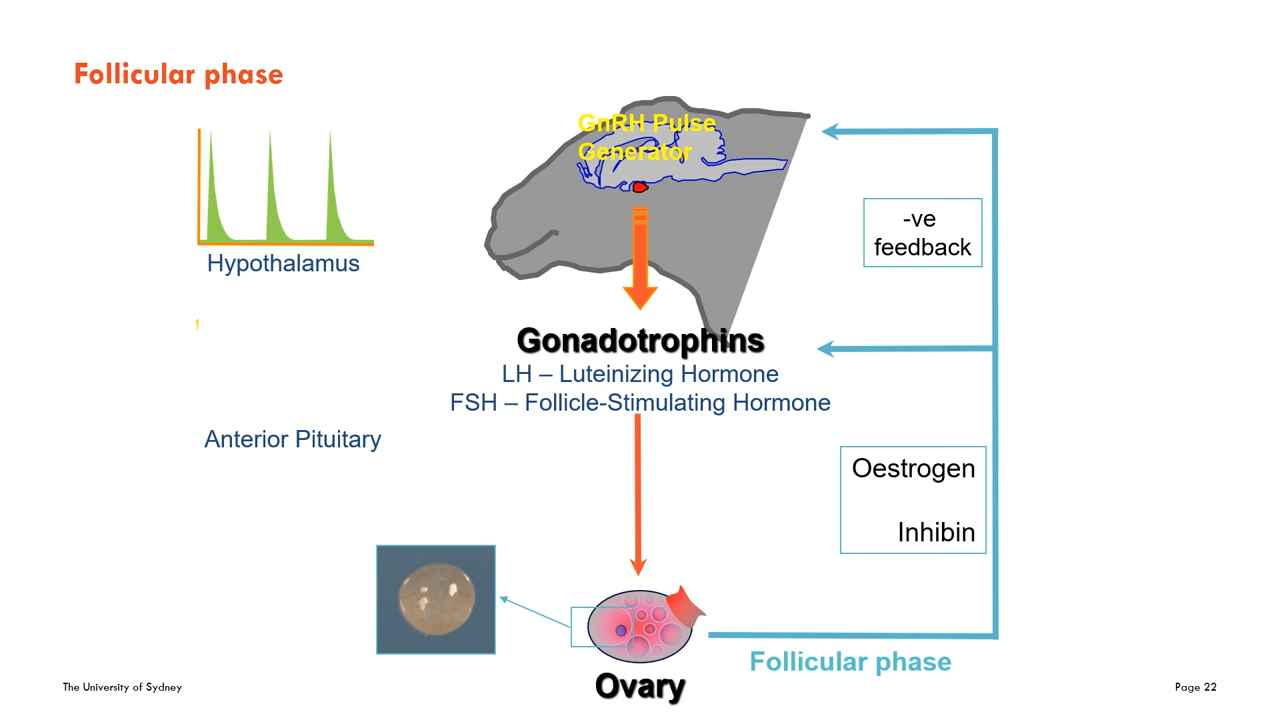 Follicular phase
GnRH Pulse
Generator
-ve
feedback
Hypothalamus
Gonadotrophins
LH – Luteinizing Hormone
FSH – Follicle-Stimulating Hormone
Anterior Pituitary
Oestrogen
Inhibin
Follicular phase
Ovary
The University of Sydney
Page 22